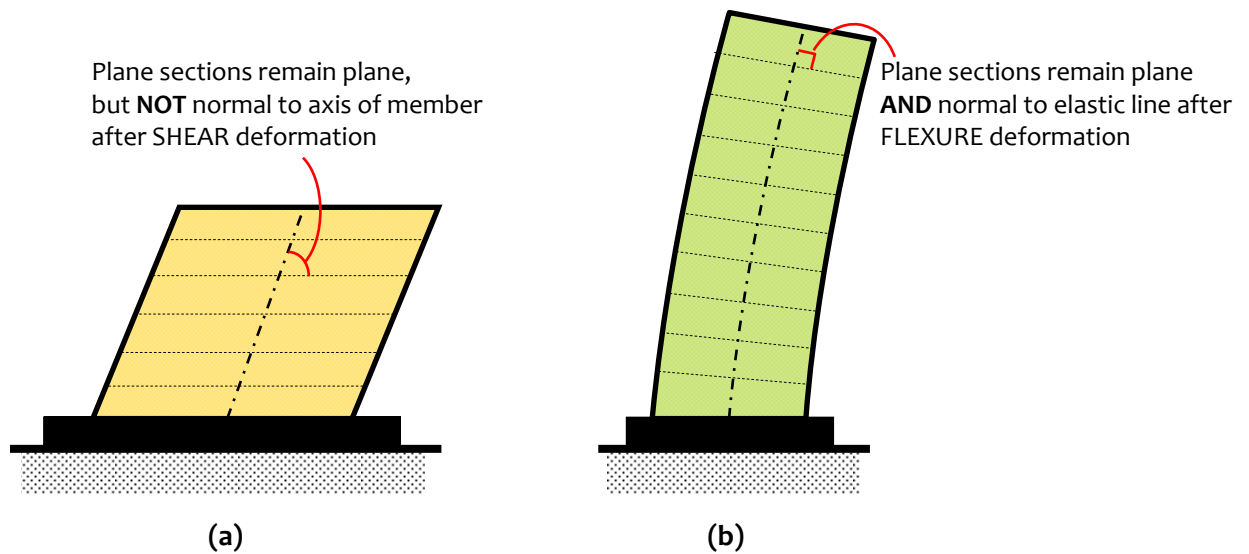 Plane sections remain plane,
but NOT normal to axis of member
after SHEAR deformation
Plane sections remain plane
AND normal to elastic line after
FLEXURE deformation
(a)
(b)